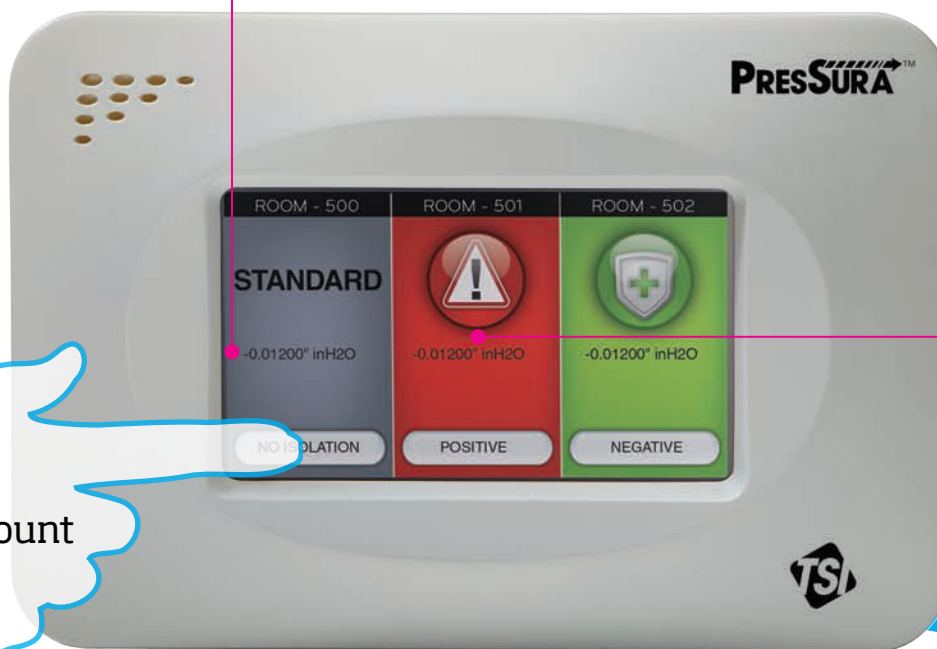 PRESSURA™
ROOM - 500
ROOM - 501
ROOM - 502
STANDARD
-0.01200" inH2O
-0.01200" inH2O
-0.01200" inH2O
NO ISOLATION
POSITIVE
NEGATIVE
ount
TSI